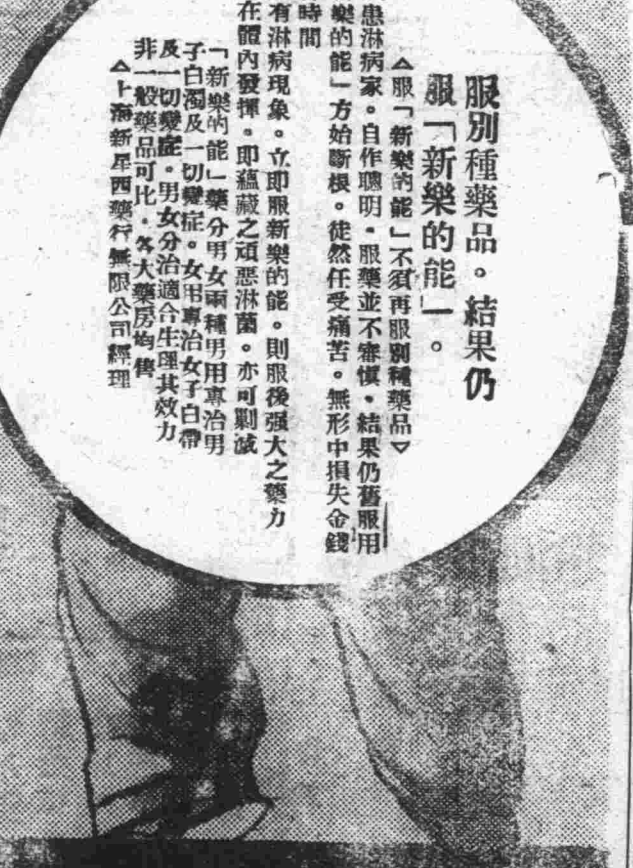 服別種藥品。結果仍
服「新樂的能」。
△服「新樂的能」不須再服別種藥品▽
患淋病家。自作聰明。服藥並不審慎。結果仍舊服用
樂的能」方始斷根。徒然任受痛苦。無形中損失金錢
時間
有淋病現象。立即服新樂的能。則服後强大之藥力
在體內發揮。即蘊藏之頑惡淋菌。亦可剿滅
「新樂的能」藥分男女兩種男用專治男
子白濁及一切變症。女用專治女子白帶
及一切變症。男女分治適合生理其效力
非一般藥品可比。各大藥房均售
△上海新星西藥行無限公司經理